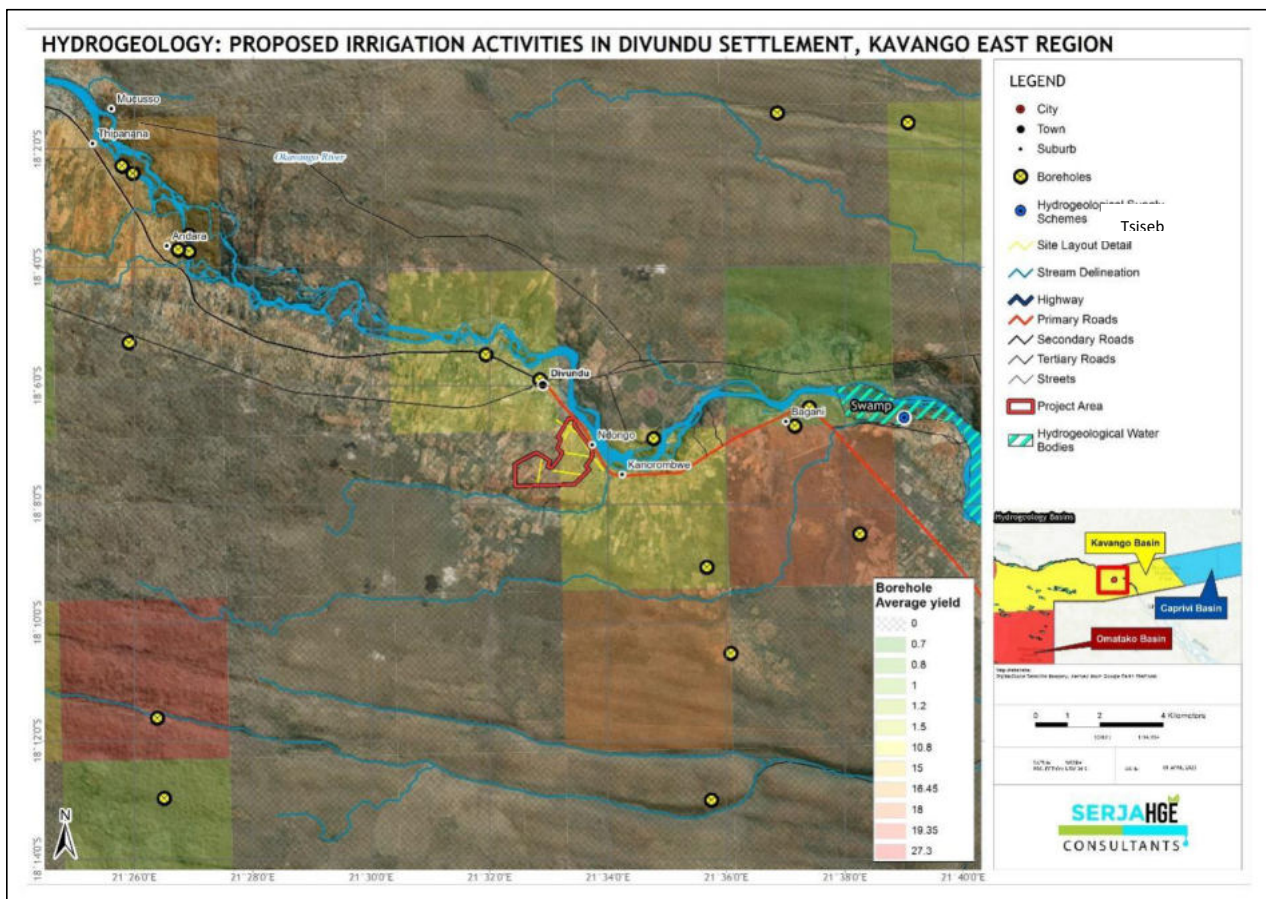 HYDROGEOLOGY: PROPOSED IRRIGATION ACTIVITIES IN DIVUNDU SETTLEMENT, KAVANGO EAST REGION
Mucusso
Thipanana
Okavango River
Andara
Divundu
Ndongo
Kanorombwe
Bagani
Swamp
18°2'0"S
18°4'0"S
18°6'0"S
18°8'0"S
18°10'0"S
18°12'0"S
18°14'0"S
21°26'0"E
21°28'0"E
21°30'0"E
21°32'0"E
21°34'0"E
21°36'0"E
21°38'0"E
21°40'0"E
N
Borehole
Average yield
0
0.7
0.8
1
1.2
1.5
10.8
15
16.45
18
19.35
27.3
LEGEND
City
Town
Suburb
Boreholes
Hydrogeological Supply
Schemes
Tsiseb
Site Layout Detail
Stream Delineation
Highway
Primary Roads
Secondary Roads
Tertiary Roads
Streets
Project Area
Hydrogeological Water
Bodies
Hydrogeology Basins
Kavango Basin
Caprivi Basin
Omatako Basin
0 1 2 4 Kilometers
SERJA HGE
CONSULTANTS